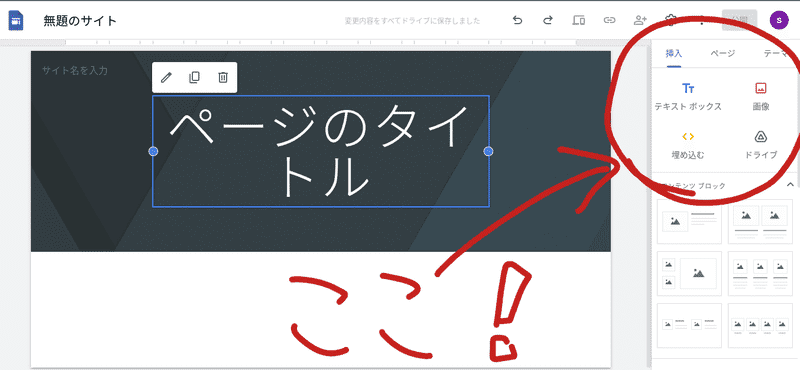 無題のサイト
変更内容をすべてドライブに保存しました
公開
S
サイト名を入力
ページのタイ
トル
挿入 ページ テーマ
テキスト ボックス 画像
埋め込む ドライブ
コンテンツ ブロック
ここ!